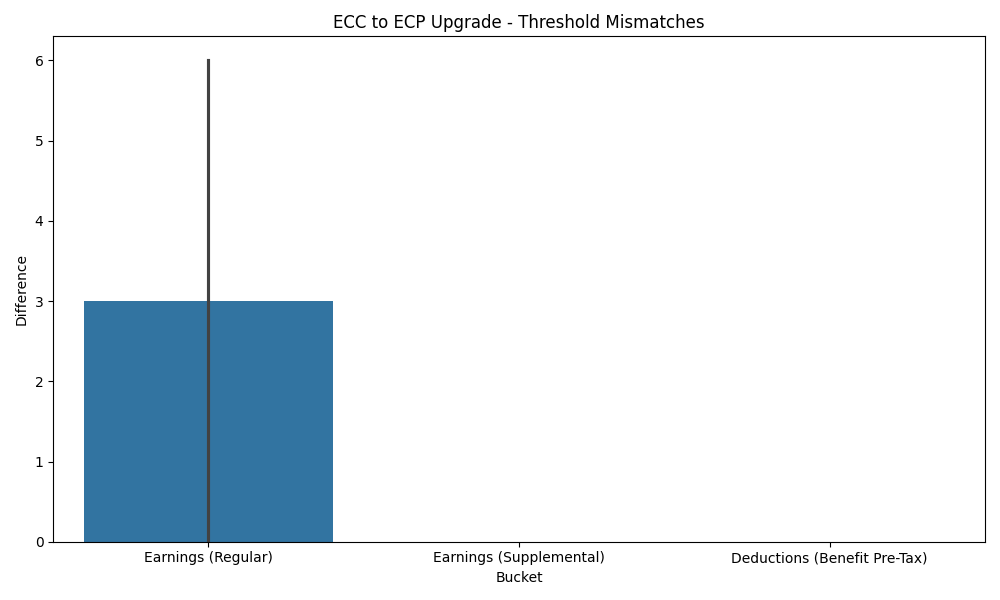 ECC to ECP Upgrade - Threshold Mismatches
6
5
4
3
2
1
0
Difference
Earnings (Regular)
Earnings (Supplemental)
Deductions (Benefit Pre-Tax)
Bucket